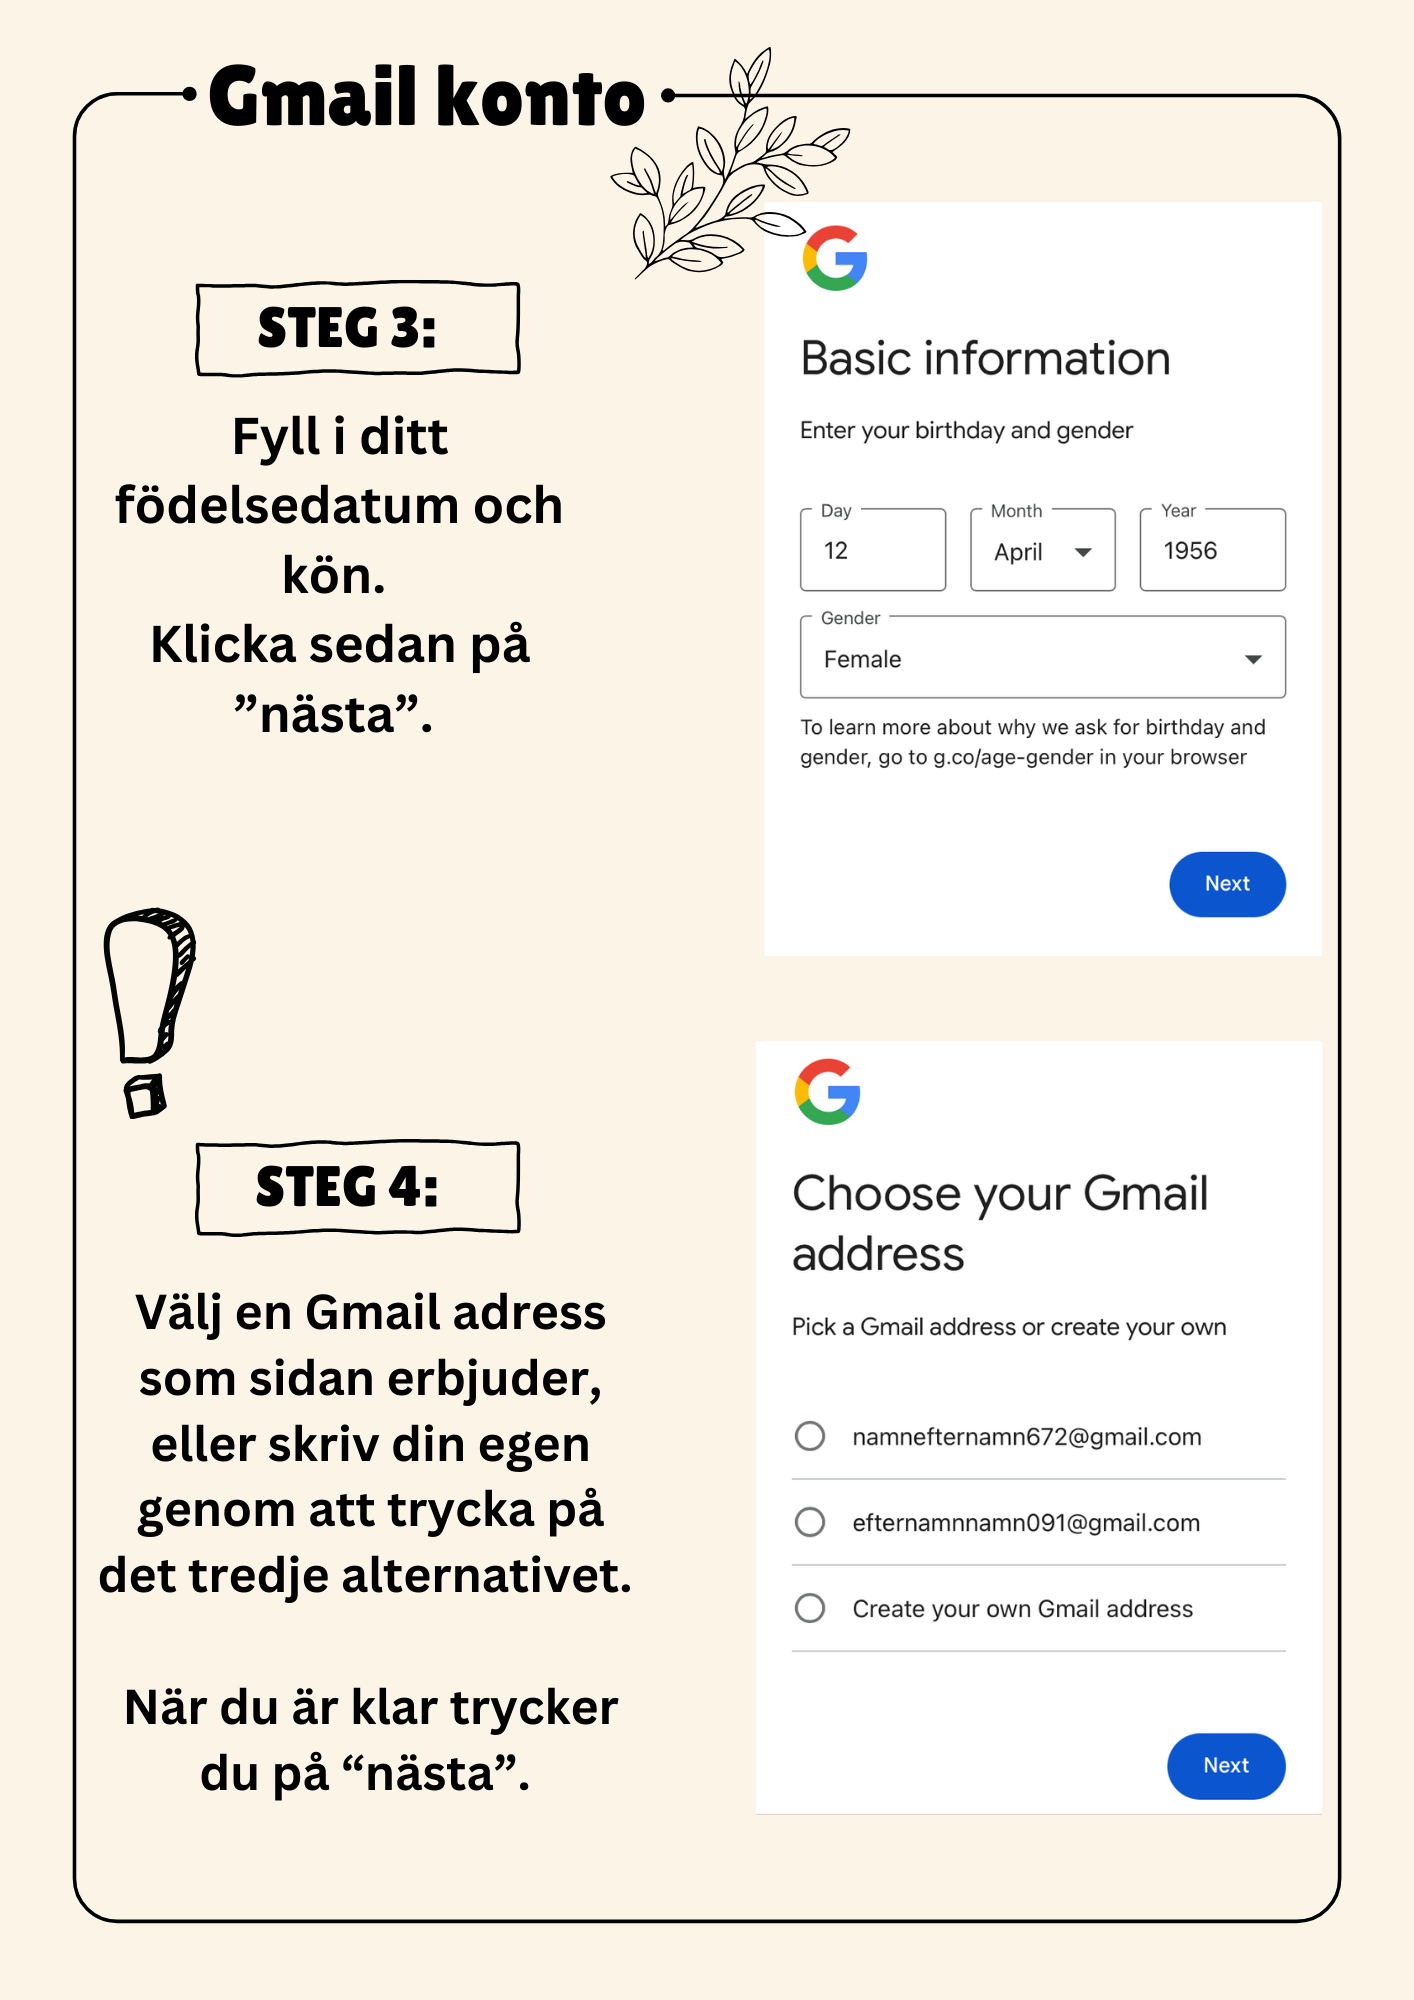 Gmail konto
STEG 3:
Fyll i ditt
födelsedatum och
kön.
Klicka sedan på
”nästa”.
Basic information
Enter your birthday and gender
Day
Month
Year
12
April
1956
Gender
Female
To learn more about why we ask for birthday and
gender, go to g.co/age-gender in your browser
Next
STEG 4:
Välj en Gmail adress
som sidan erbjuder,
eller skriv din egen
genom att trycka på
det tredje alternativet.
När du är klar trycker
du på “nästa”.
Choose your Gmail
address
Pick a Gmail address or create your own
namnefternamn672@gmail.com
efternamnnamn091@gmail.com
Create your own Gmail address
Next